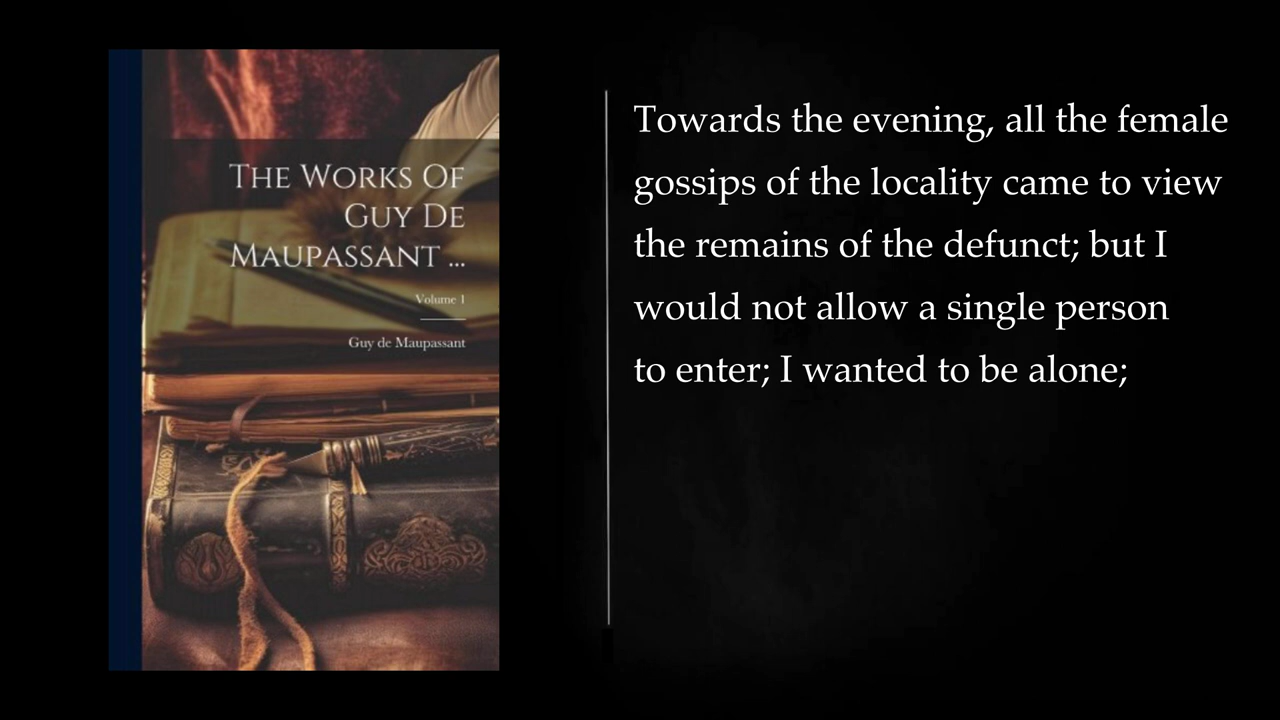 The Works Of
Guy De
Maupassant ...
Volume 1
Guy de Maupassant
Towards the evening, all the female
gossips of the locality came to view
the remains of the defunct; but I
would not allow a single person
to enter; I wanted to be alone;